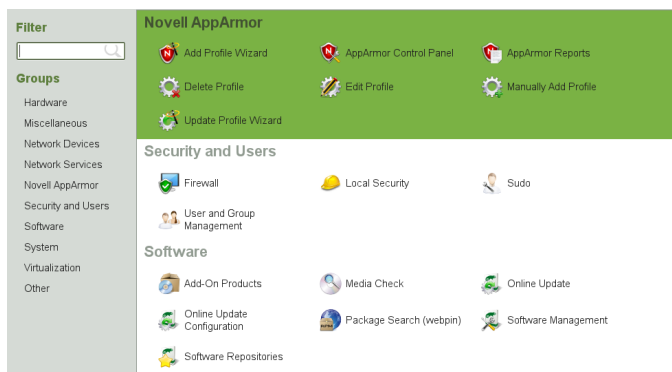 Filter
Groups
Hardware
Miscellaneous
Network Devices
Network Services
Novell AppArmor
Security and Users
Software
System
Virtualization
Other
Novell AppArmor
Add Profile Wizard
AppArmor Control Panel
AppArmor Reports
Delete Profile
Edit Profile
Manually Add Profile
Update Profile Wizard
Security and Users
Firewall
Local Security
Sudo
User and Group
Management
Software
Add-On Products
Media Check
Online Update
Online Update
Configuration
Package Search (webpin)
Software Management
Software Repositories